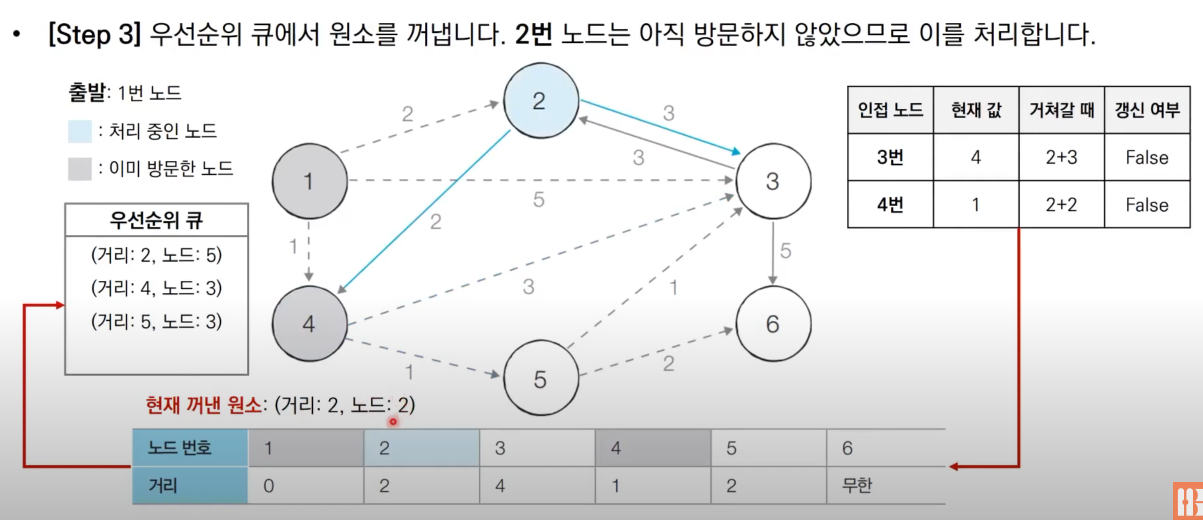 • [Step 3] 우선순위 큐에서 원소를 꺼냅니다. 2번 노드는 아직 방문하지 않았으므로 이를 처리합니다.
출발: 1번 노드
: 처리 중인 노드
: 이미 방문한 노드
우선순위 큐
(거리: 2, 노드: 5)
(거리: 4, 노드: 3)
(거리: 5, 노드: 3)
2
2
3
3
1
5
3
1
2
5
4
3
1
6
1
5
2
인접 노드 현재 값 거쳐갈 때 갱신 여부
3번 4 2+3 False
4번 1 2+2 False
현재 꺼낸 원소: (거리: 2, 노드: 2)
노드 번호 1 2 3 4 5 6
거리 0 2 4 1 2 무한